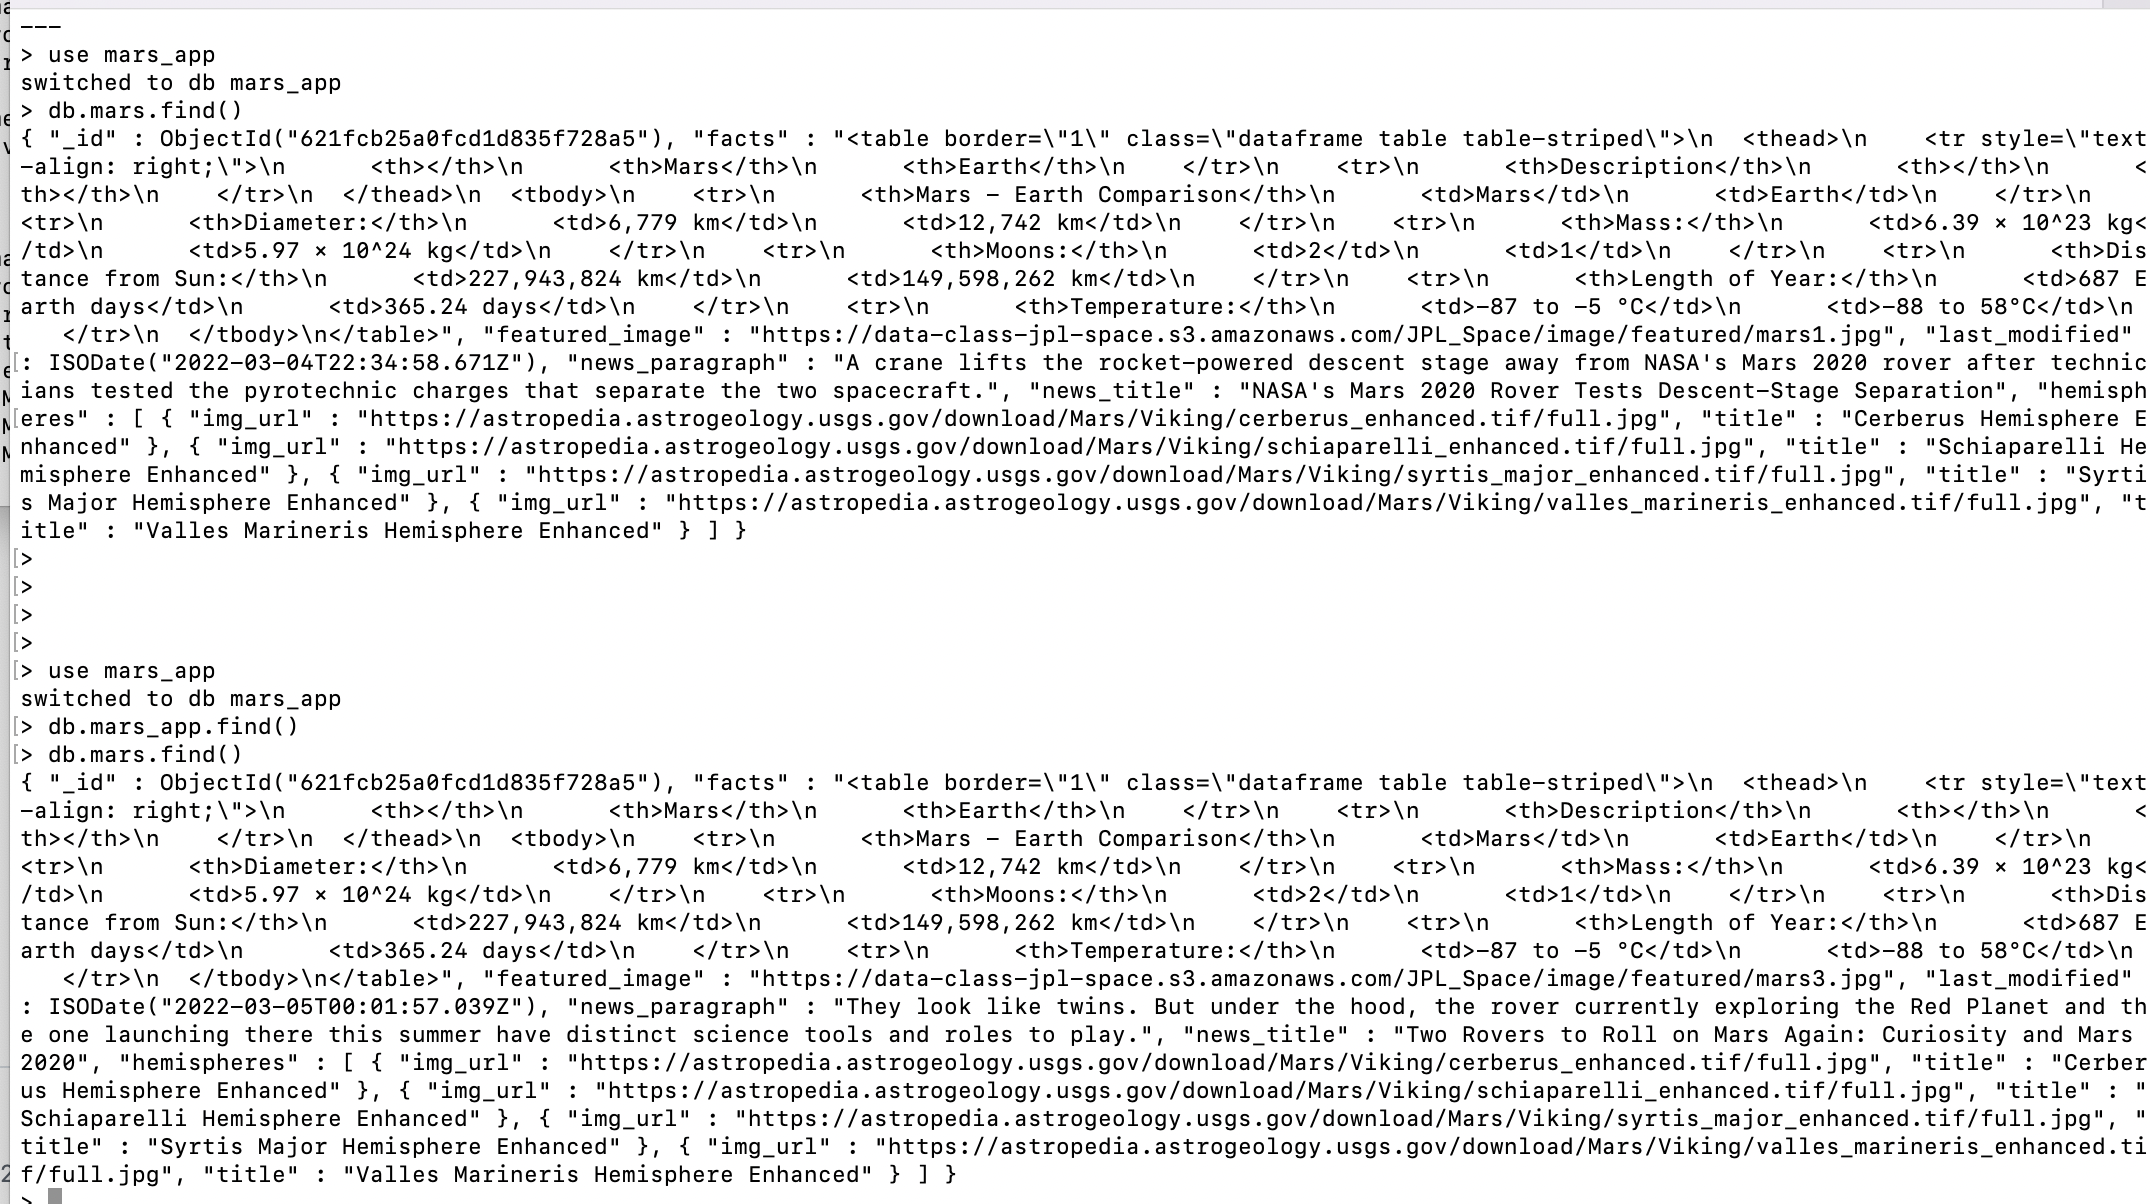 ---
> use mars_app
switched to db mars_app
> db.mars.find()
{ "_id" : ObjectId("621fcb25a0fcd1d835f728a5"), "facts" : "<table border=\"1\" class=\"dataframe table table-striped\">\n  <thead>\n    <tr style=\"text
-align: right;\">\n      <th></th>\n      <th>Mars</th>\n      <th>Earth</th>\n    </tr>\n    <tr>\n      <th>Description</th>\n      <th></th>\n      <
th></th>\n    </tr>\n  </thead>\n  <tbody>\n    <tr>\n      <th>Mars - Earth Comparison</th>\n      <td>Mars</td>\n      <td>Earth</td>\n    </tr>\n
<tr>\n      <th>Diameter:</th>\n      <td>6,779 km</td>\n      <td>12,742 km</td>\n    </tr>\n    <tr>\n      <th>Mass:</th>\n      <td>6.39 × 10^23 kg<
/td>\n      <td>5.97 × 10^24 kg</td>\n    </tr>\n    <tr>\n      <th>Moons:</th>\n      <td>2</td>\n      <td>1</td>\n    </tr>\n    <tr>\n      <th>Dis
tance from Sun:</th>\n      <td>227,943,824 km</td>\n      <td>149,598,262 km</td>\n    </tr>\n    <tr>\n      <th>Length of Year:</th>\n      <td>687 E
arth days</td>\n      <td>365.24 days</td>\n    </tr>\n    <tr>\n      <th>Temperature:</th>\n      <td>-87 to -5 °C</td>\n      <td>-88 to 58°C</td>\n
   </tr>\n  </tbody>\n</table>", "featured_image" : "https://data-class-jpl-space.s3.amazonaws.com/JPL_Space/image/featured/mars1.jpg", "last_modified"
: ISODate("2022-03-04T22:34:58.671Z"), "news_paragraph" : "A crane lifts the rocket-powered descent stage away from NASA's Mars 2020 rover after technic
ians tested the pyrotechnic charges that separate the two spacecraft.", "news_title" : "NASA's Mars 2020 Rover Tests Descent-Stage Separation", "hemisph
eres" : [ { "img_url" : "https://astropedia.astrogeology.usgs.gov/download/Mars/Viking/cerberus_enhanced.tif/full.jpg", "title" : "Cerberus Hemisphere E
nhanced" }, { "img_url" : "https://astropedia.astrogeology.usgs.gov/download/Mars/Viking/schiaparelli_enhanced.tif/full.jpg", "title" : "Schiaparelli He
misphere Enhanced" }, { "img_url" : "https://astropedia.astrogeology.usgs.gov/download/Mars/Viking/syrtis_major_enhanced.tif/full.jpg", "title" : "Syrti
s Major Hemisphere Enhanced" }, { "img_url" : "https://astropedia.astrogeology.usgs.gov/download/Mars/Viking/valles_marineris_enhanced.tif/full.jpg", "t
itle" : "Valles Marineris Hemisphere Enhanced" } ] }
>
>
>
>
> use mars_app
switched to db mars_app
> db.mars_app.find()
> db.mars.find()
{ "_id" : ObjectId("621fcb25a0fcd1d835f728a5"), "facts" : "<table border=\"1\" class=\"dataframe table table-striped\">\n  <thead>\n    <tr style=\"text
-align: right;\">\n      <th></th>\n      <th>Mars</th>\n      <th>Earth</th>\n    </tr>\n    <tr>\n      <th>Description</th>\n      <th></th>\n      <
th></th>\n    </tr>\n  </thead>\n  <tbody>\n    <tr>\n      <th>Mars - Earth Comparison</th>\n      <td>Mars</td>\n      <td>Earth</td>\n    </tr>\n
<tr>\n      <th>Diameter:</th>\n      <td>6,779 km</td>\n      <td>12,742 km</td>\n    </tr>\n    <tr>\n      <th>Mass:</th>\n      <td>6.39 × 10^23 kg<
/td>\n      <td>5.97 × 10^24 kg</td>\n    </tr>\n    <tr>\n      <th>Moons:</th>\n      <td>2</td>\n      <td>1</td>\n    </tr>\n    <tr>\n      <th>Dis
tance from Sun:</th>\n      <td>227,943,824 km</td>\n      <td>149,598,262 km</td>\n    </tr>\n    <tr>\n      <th>Length of Year:</th>\n      <td>687 E
arth days</td>\n      <td>365.24 days</td>\n    </tr>\n    <tr>\n      <th>Temperature:</th>\n      <td>-87 to -5 °C</td>\n      <td>-88 to 58°C</td>\n
   </tr>\n  </tbody>\n</table>", "featured_image" : "https://data-class-jpl-space.s3.amazonaws.com/JPL_Space/image/featured/mars3.jpg", "last_modified"
: ISODate("2022-03-05T00:01:57.039Z"), "news_paragraph" : "They look like twins. But under the hood, the rover currently exploring the Red Planet and th
e one launching there this summer have distinct science tools and roles to play.", "news_title" : "Two Rovers to Roll on Mars Again: Curiosity and Mars
2020", "hemispheres" : [ { "img_url" : "https://astropedia.astrogeology.usgs.gov/download/Mars/Viking/cerberus_enhanced.tif/full.jpg", "title" : "Cerber
us Hemisphere Enhanced" }, { "img_url" : "https://astropedia.astrogeology.usgs.gov/download/Mars/Viking/schiaparelli_enhanced.tif/full.jpg", "title" : "
Schiaparelli Hemisphere Enhanced" }, { "img_url" : "https://astropedia.astrogeology.usgs.gov/download/Mars/Viking/syrtis_major_enhanced.tif/full.jpg", "
title" : "Syrtis Major Hemisphere Enhanced" }, { "img_url" : "https://astropedia.astrogeology.usgs.gov/download/Mars/Viking/valles_marineris_enhanced.ti
f/full.jpg", "title" : "Valles Marineris Hemisphere Enhanced" } ] }
>